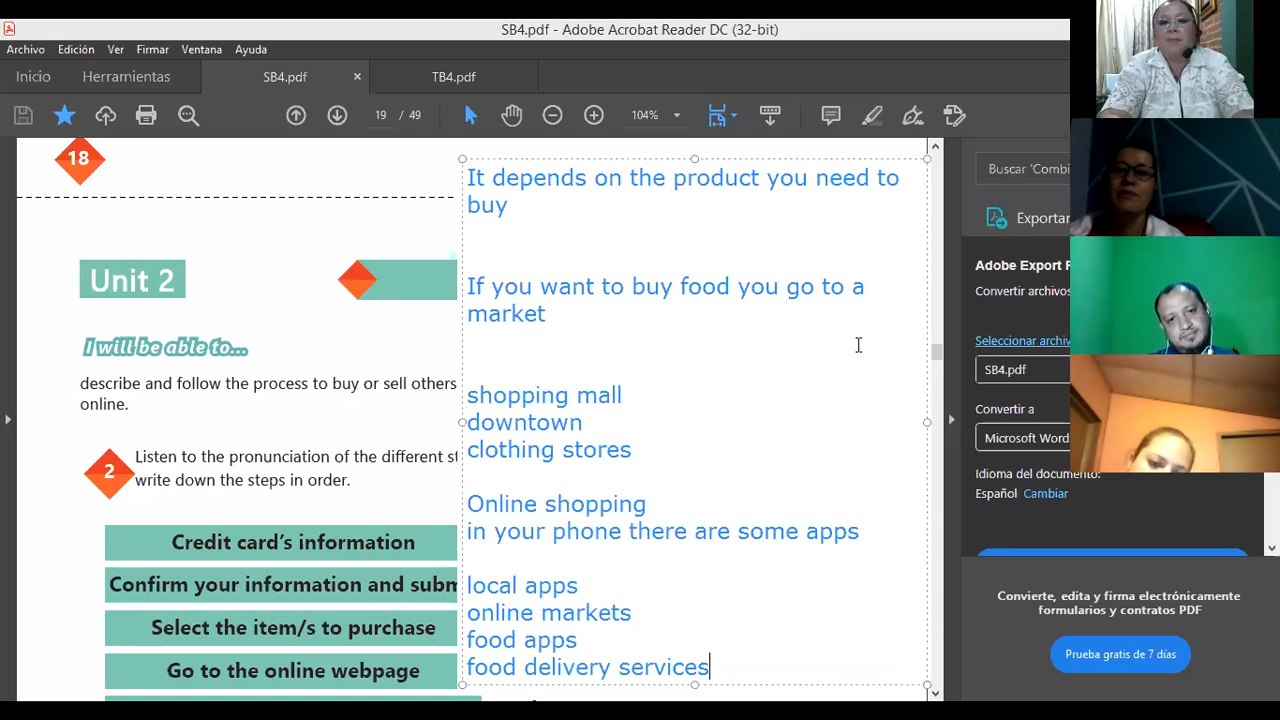 SB4.pdf - Adobe Acrobat Reader DC (32-bit)
Archivo Edición Ver Firmar Ventana Ayuda
Inicio Herramientas SB4.pdf × TB4.pdf
19 / 49 104%
18
Unit 2
I will be able to...
describe and follow the process to buy or sell others
online.
2
Listen to the pronunciation of the different st
write down the steps in order.
Credit card's information
Confirm your information and subm
Select the item/s to purchase
Go to the online webpage
It depends on the product you need to
buy
If you want to buy food you go to a
market
shopping mall
downtown
clothing stores
Online shopping
in your phone there are some apps
local apps
online markets
food apps
food delivery services
Buscar 'Combi
Exportar
Adobe Export
Convertir archivos
Seleccionar archiv
SB4.pdf
Convertir a
Microsoft Word
Idioma del documento:
Español Cambiar
Convierte, edita y firma electrónicamente
formularios y contratos PDF
Prueba gratis de 7 días